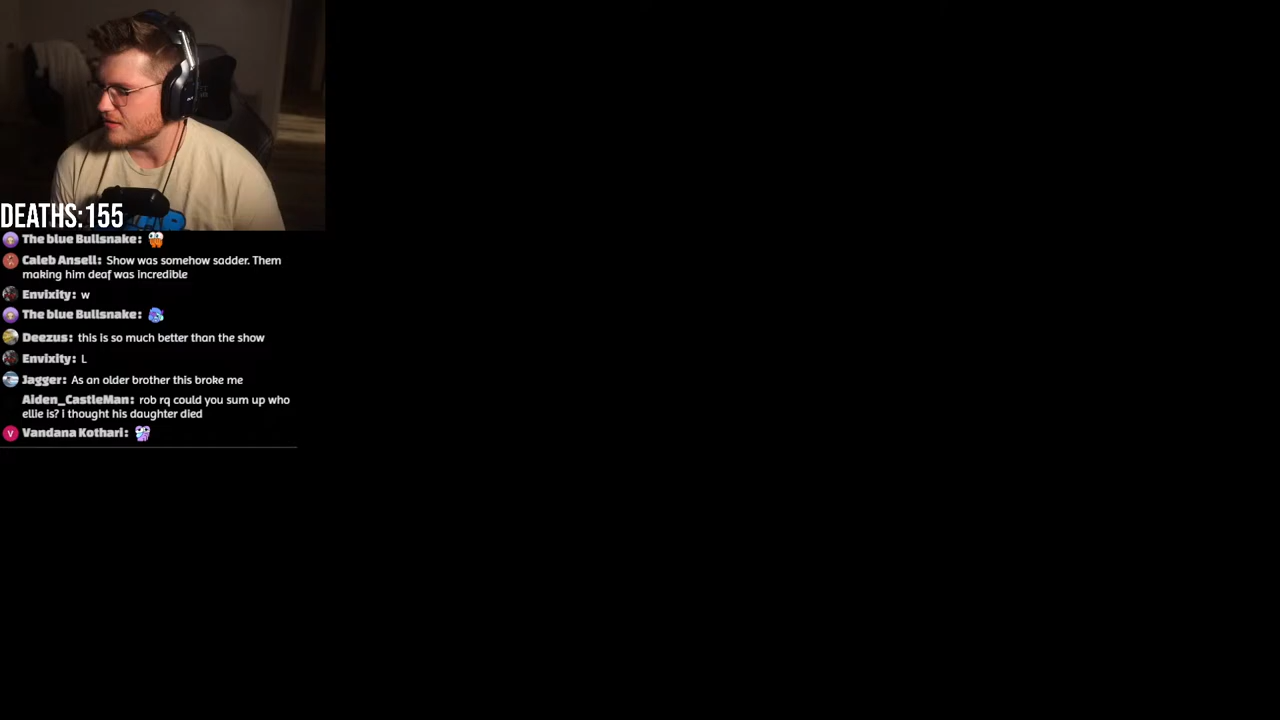 DEATHS:155
The blue Bullsnake:
Caleb Ansell: Show was somehow sadder. Them
making him deaf was incredible
Envixity: w
The blue Bullsnake:
Deezus: this is so much better than the show
Envixity: L
Jagger: As an older brother this broke me
Aiden_CastleMan: rob rq could you sum up who
ellie is? i thought his daughter died
V Vandana Kothari: